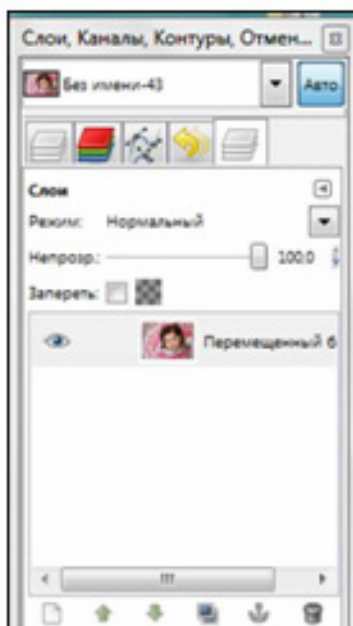 Слои, Каналы, Контуры, Отмен...
Без имени-43
Авто
Слои
Режим: Нормальный
Непрозр.: 100,0
Запереть:
Перемещенный б